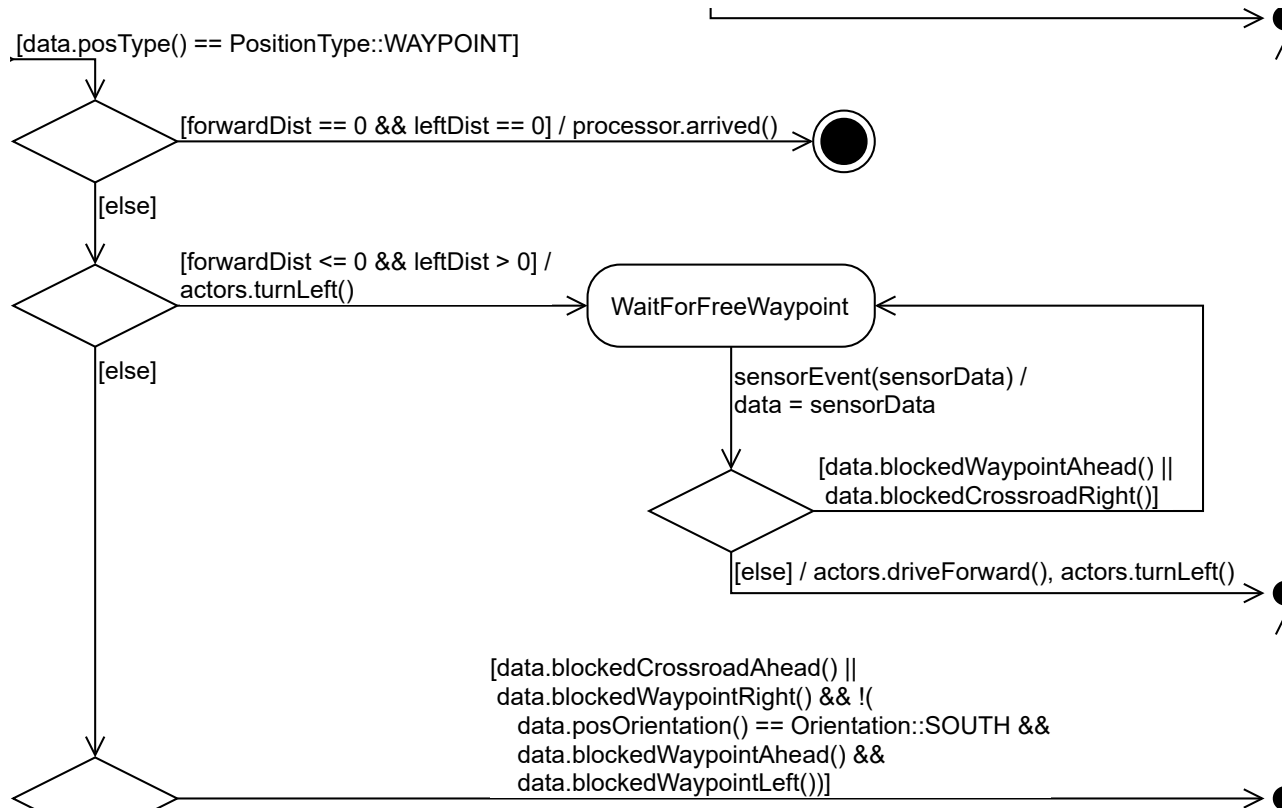 [data.posType() == PositionType::WAYPOINT]
[forwardDist == 0 && leftDist == 0] / processor.arrived()
[else]
[forwardDist <= 0 && leftDist > 0] /
actors.turnLeft()
WaitForFreeWaypoint
[else]
sensorEvent(sensorData) /
data = sensorData
[data.blockedWaypointAhead() ||
data.blockedCrossroadRight()]
[else] / actors.driveForward(), actors.turnLeft()
[data.blockedCrossroadAhead() ||
data.blockedWaypointRight() && !(
data.posOrientation() == Orientation::SOUTH &&
data.blockedWaypointAhead() &&
data.blockedWaypointLeft())]